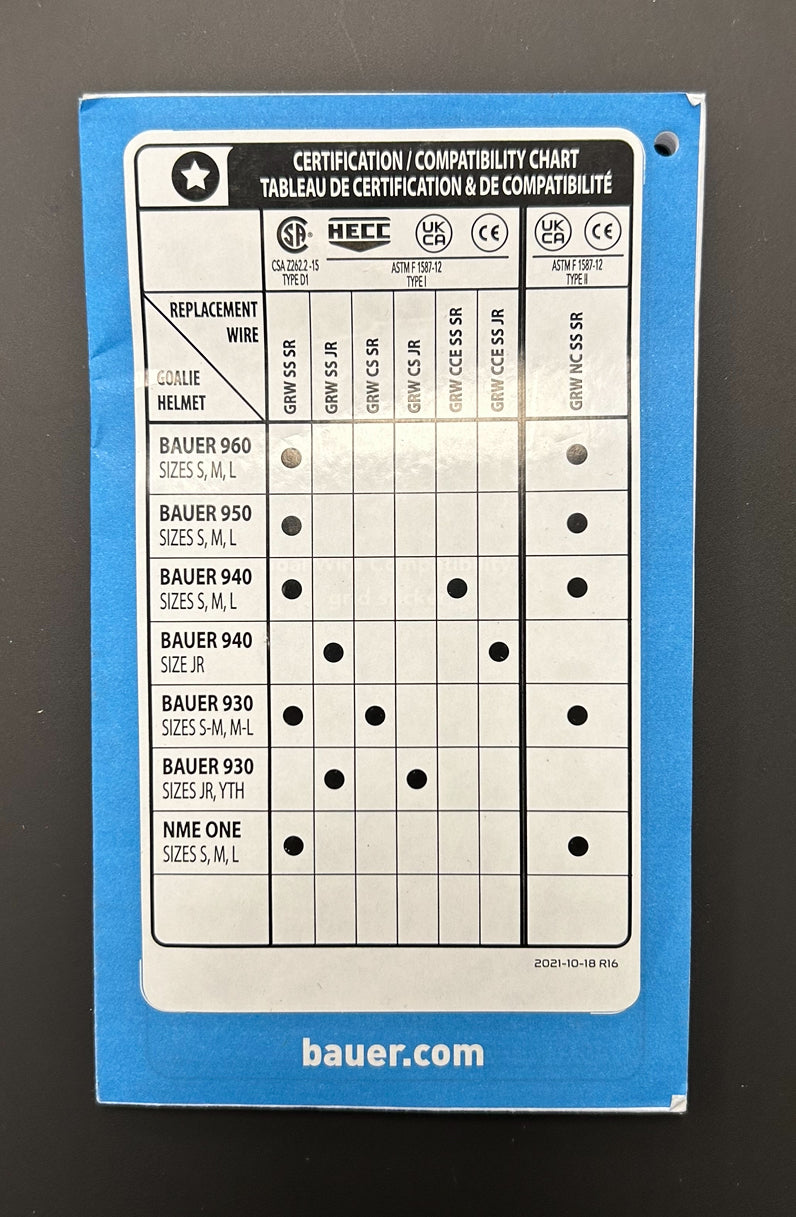 CERTIFICATION / COMPATIBILITY CHART
TABLEAU DE CERTIFICATION & DE COMPATIBILITÉ
SA® HECC UK CA CE UK CA CE
CSA Z262.2 -15 TYPE D1
ASTM F 1587-12 TYPE I
ASTM F 1587-12 TYPE II
REPLACEMENT
WIRE
GOALIE
HELMET
GRW SS SR
GRW SS JR
GRW CS SR
GRW CS JR
GRW CCE SS SR
GRW CCE SS JR
GRW NC SS SR
BAUER 960
SIZES S, M, L
BAUER 950
SIZES S, M, L
BAUER 940
SIZES S, M, L
BAUER 940
SIZE JR
BAUER 930
SIZES S-M, M-L
BAUER 930
SIZES JR, YTH
NME ONE
SIZES S, M, L
2021-10-18 R16
bauer.com